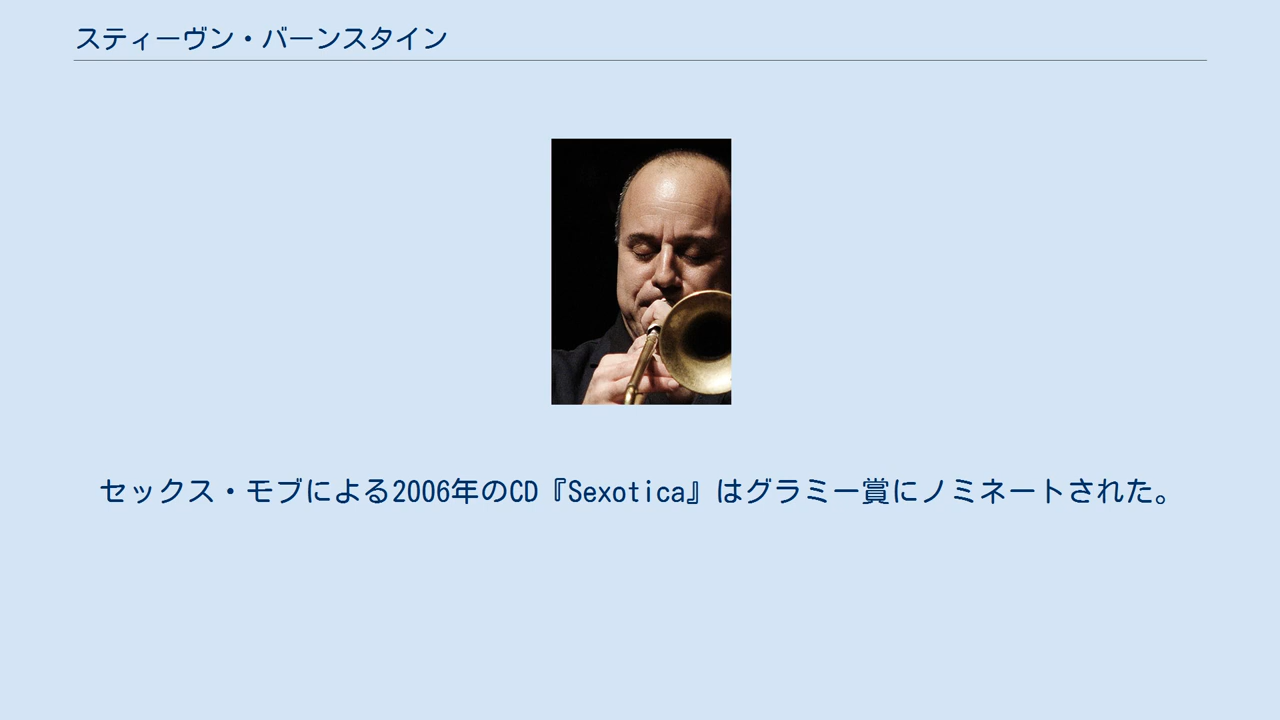 スティーヴン・バーンスタイン
セックス・モブによる2006年のCD『Sexotica』はグラミー賞にノミネートされた。